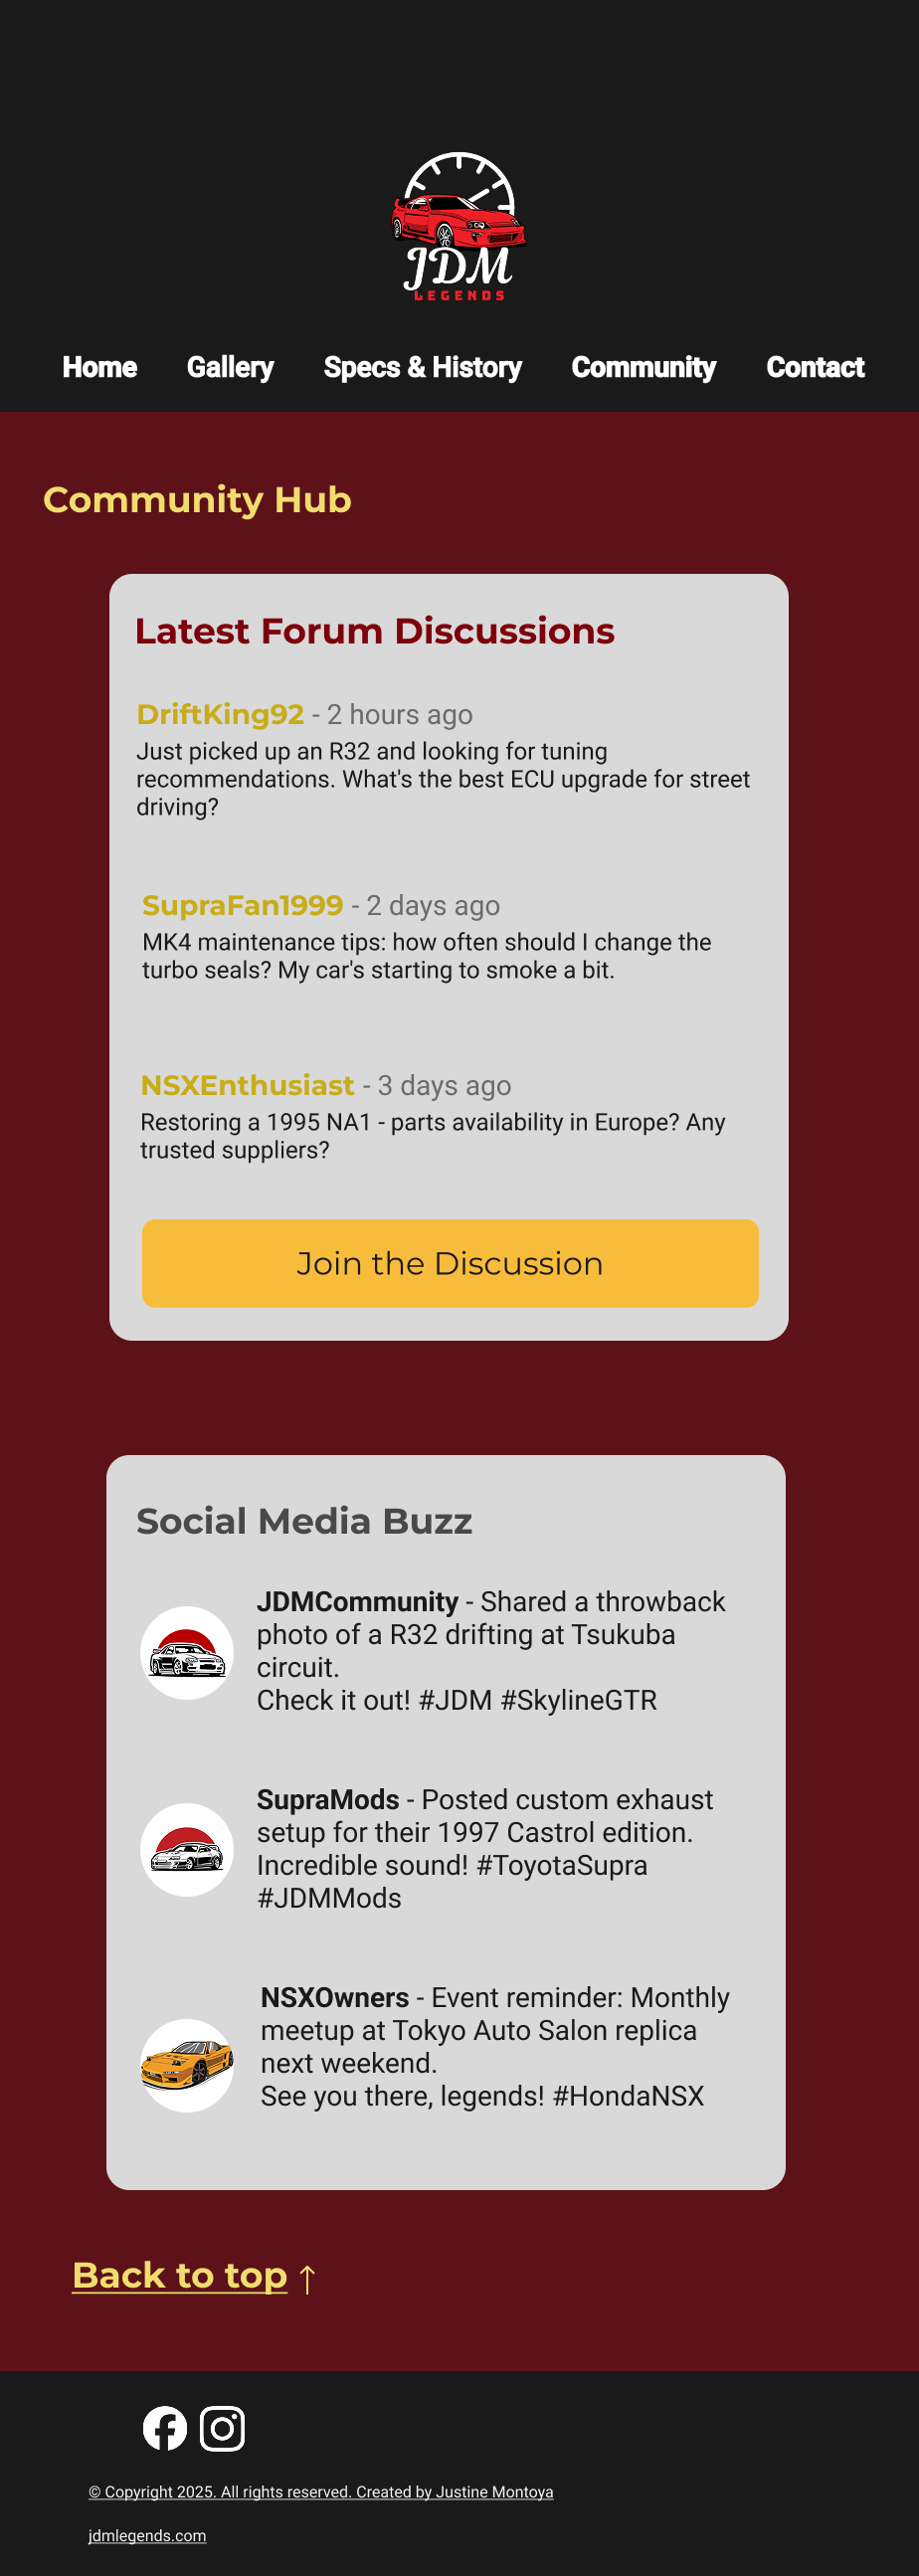 JDM
LEGENDS
Home Gallery Specs & History Community Contact
Community Hub
Latest Forum Discussions
DriftKing92 - 2 hours ago
Just picked up an R32 and looking for tuning
recommendations. What's the best ECU upgrade for street
driving?
SupraFan1999 - 2 days ago
MK4 maintenance tips: how often should I change the
turbo seals? My car's starting to smoke a bit.
NSXEnthusiast - 3 days ago
Restoring a 1995 NA1 - parts availability in Europe? Any
trusted suppliers?
Join the Discussion
Social Media Buzz
JDMCommunity - Shared a throwback
photo of a R32 drifting at Tsukuba
circuit.
Check it out! #JDM #SkylineGTR
SupraMods - Posted custom exhaust
setup for their 1997 Castrol edition.
Incredible sound! #ToyotaSupra
#JDMMods
NSXOwners - Event reminder: Monthly
meetup at Tokyo Auto Salon replica
next weekend.
See you there, legends! #HondaNSX
Back to top ↑
© Copyright 2025. All rights reserved. Created by Justine Montoya
jdmlegends.com